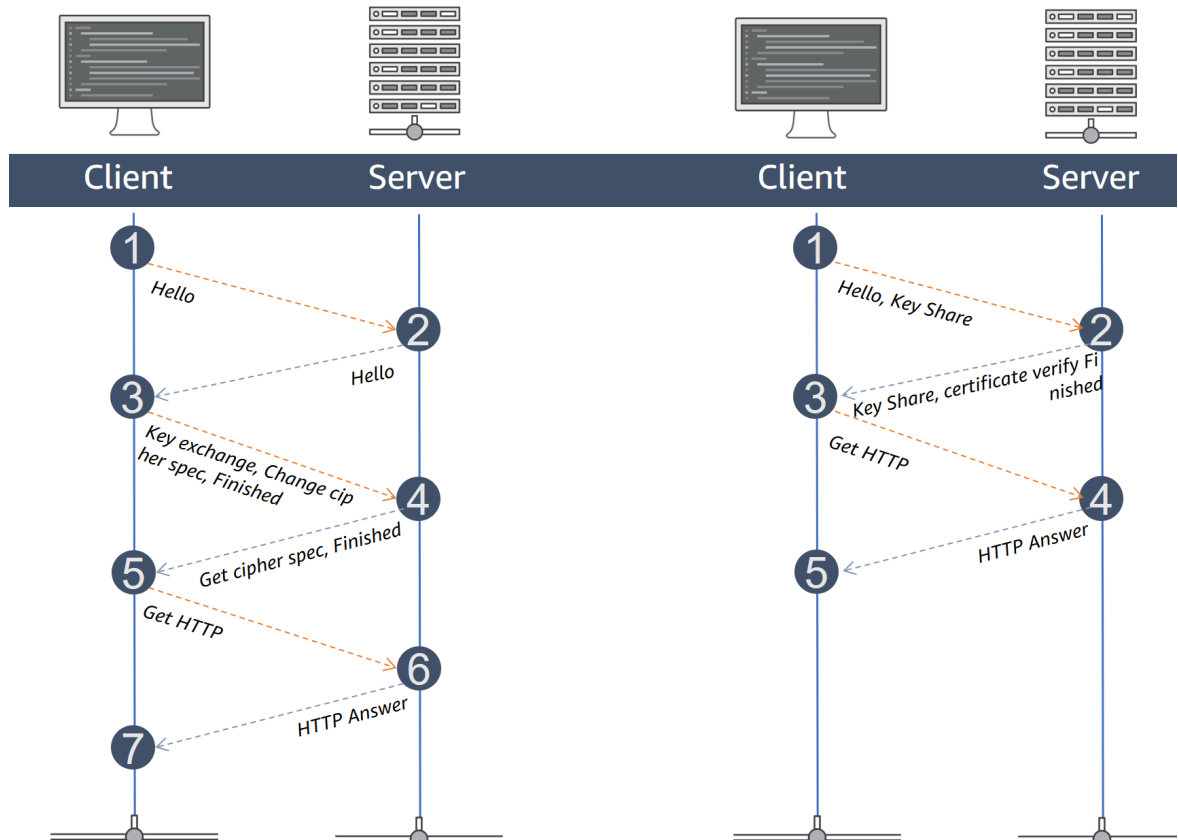 Client
Server
1
Hello
2
Hello
3
Key exchange, Change cip
her spec, Finished
4
Get cipher spec, Finished
5
Get HTTP
6
HTTP Answer
7
Client
Server
1
Hello, Key Share
2
Key Share, certificate verify Fi
nished
3
Get HTTP
4
HTTP Answer
5